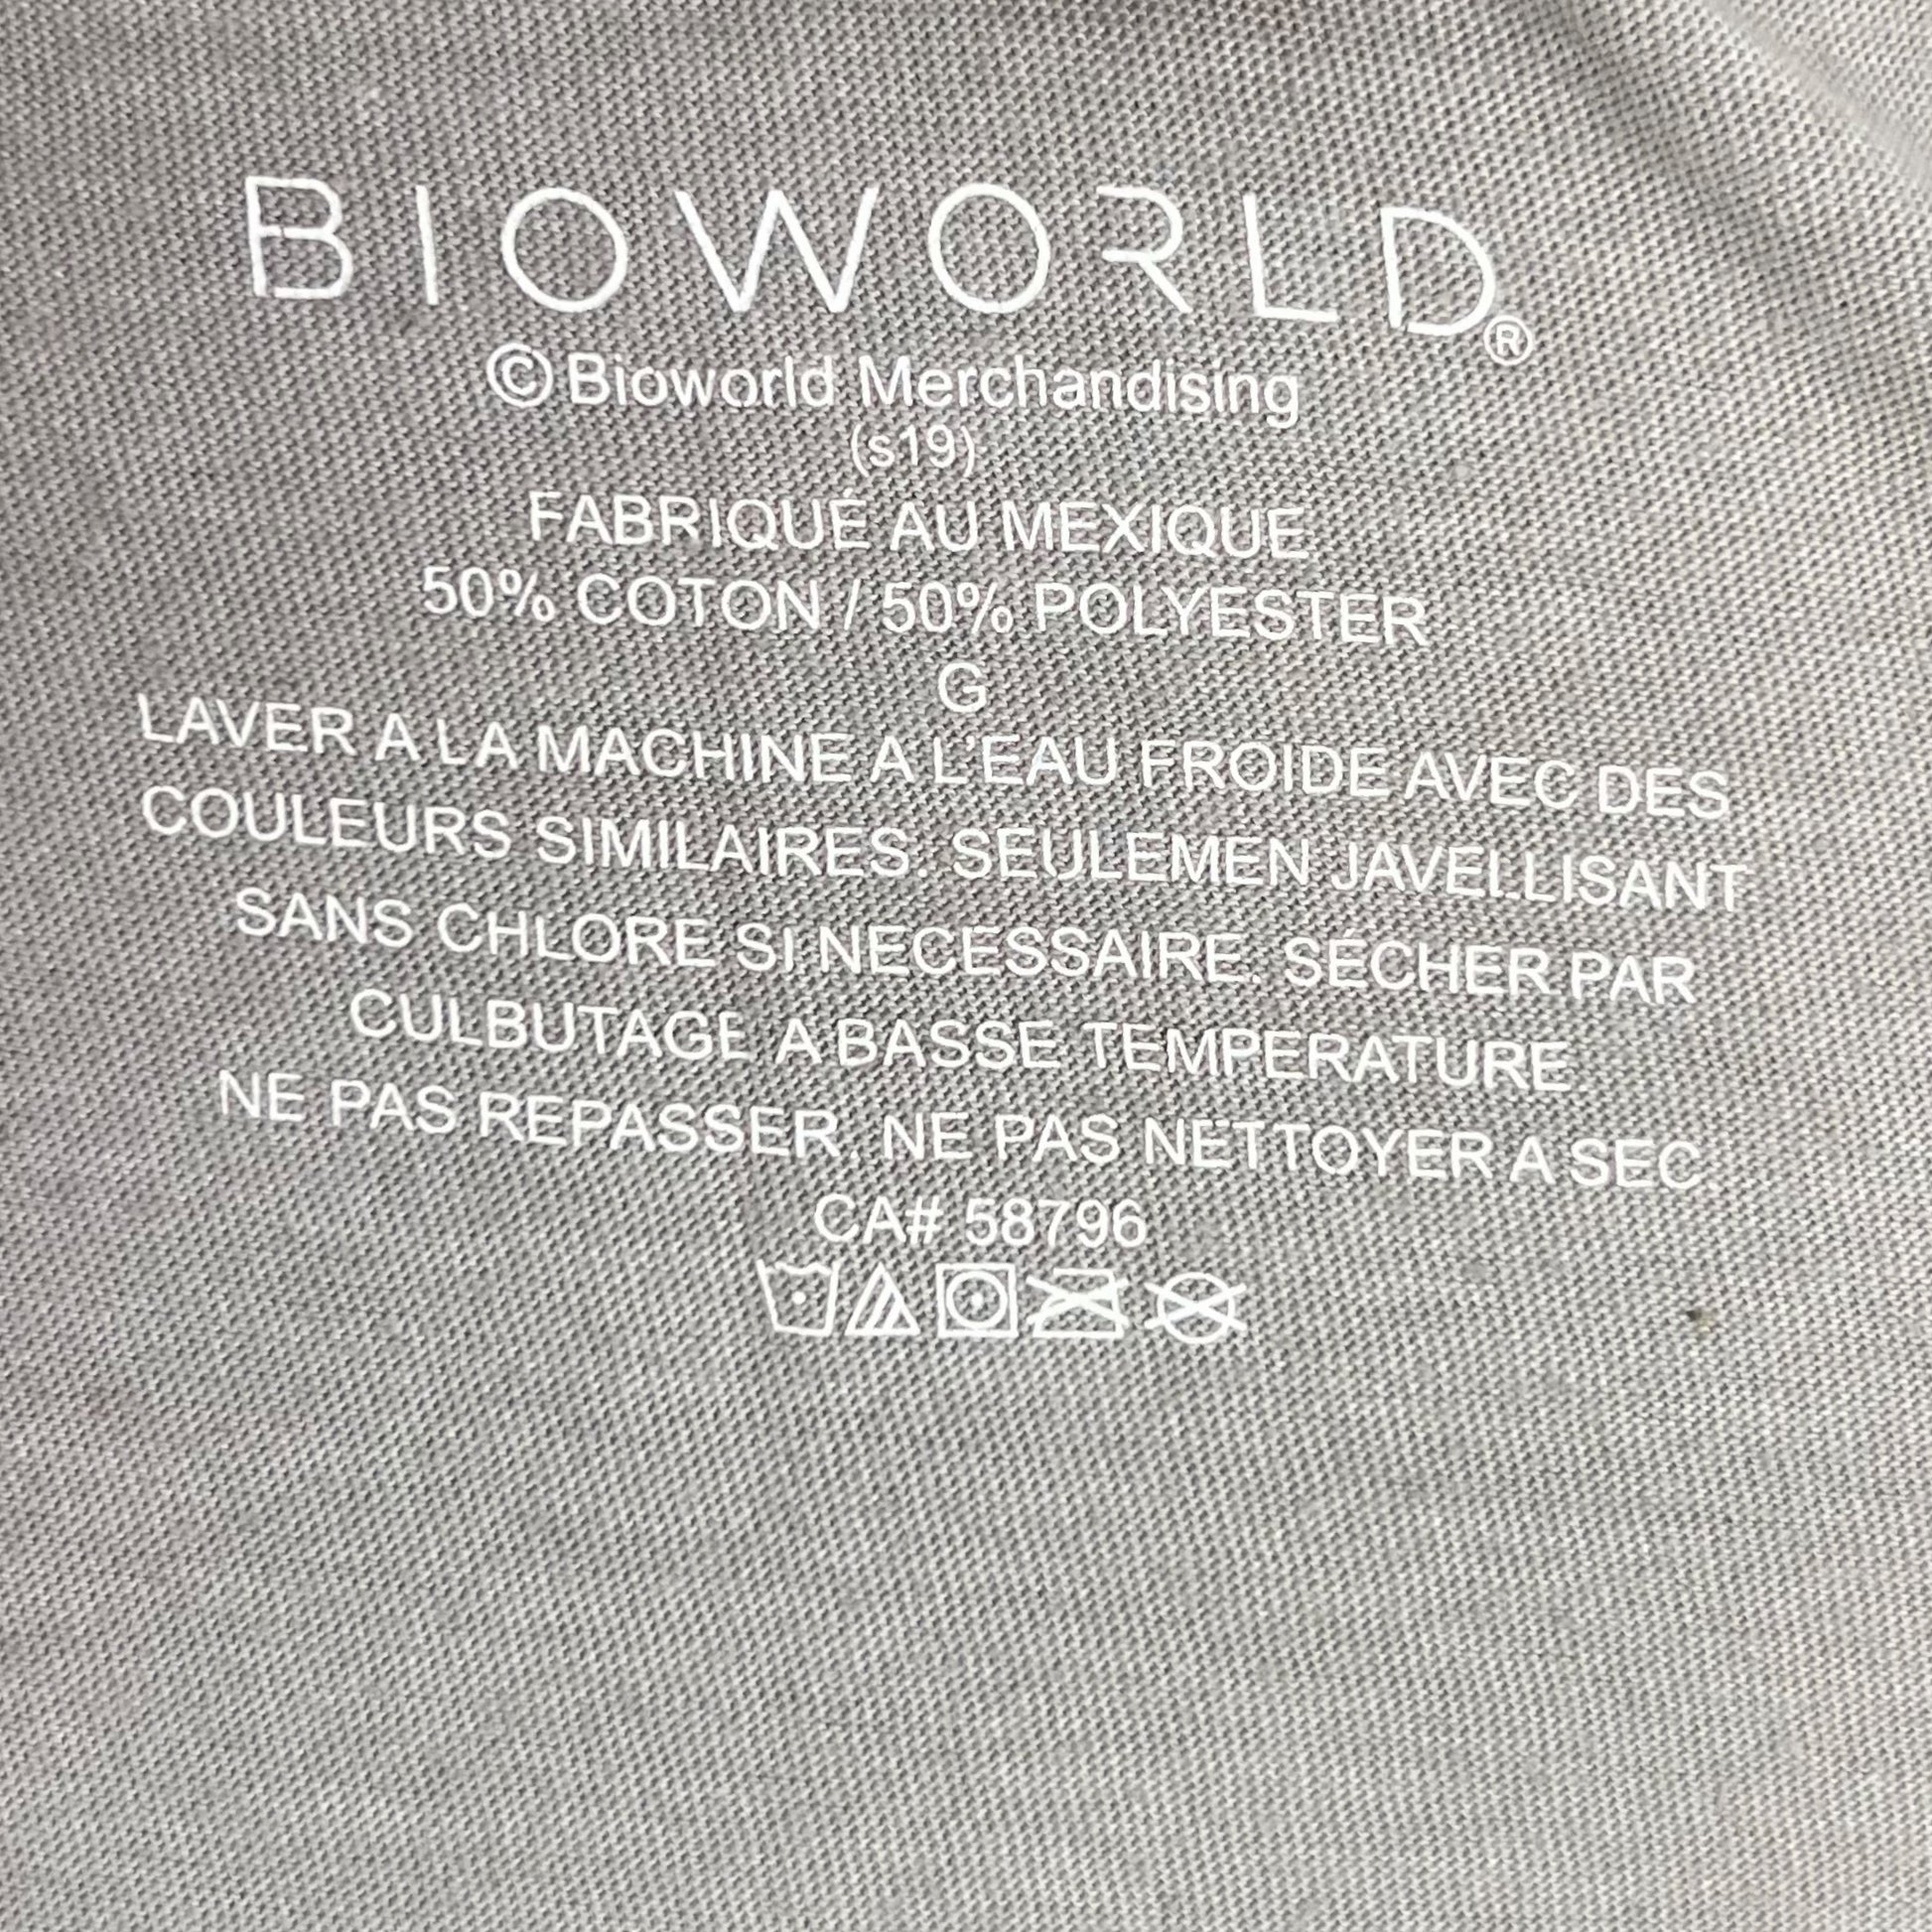 BIOWORLD®
© Bioworld Merchandising
(s19)
FABRIQUÉ AU MEXIQUE
50% COTON / 50% POLYESTER
G
LAVER A LA MACHINE A L'EAU FROIDE AVEC DES
COULEURS SIMILAIRES. SEULEMEN JAVELLISANT
SANS CHLORE SI NECESSAIRE. SECHER PAR
CULBUTAGE A BASSE TEMPERATURE.
NE PAS REPASSER. NE PAS NETTOYER A SEC.
CA# 58796